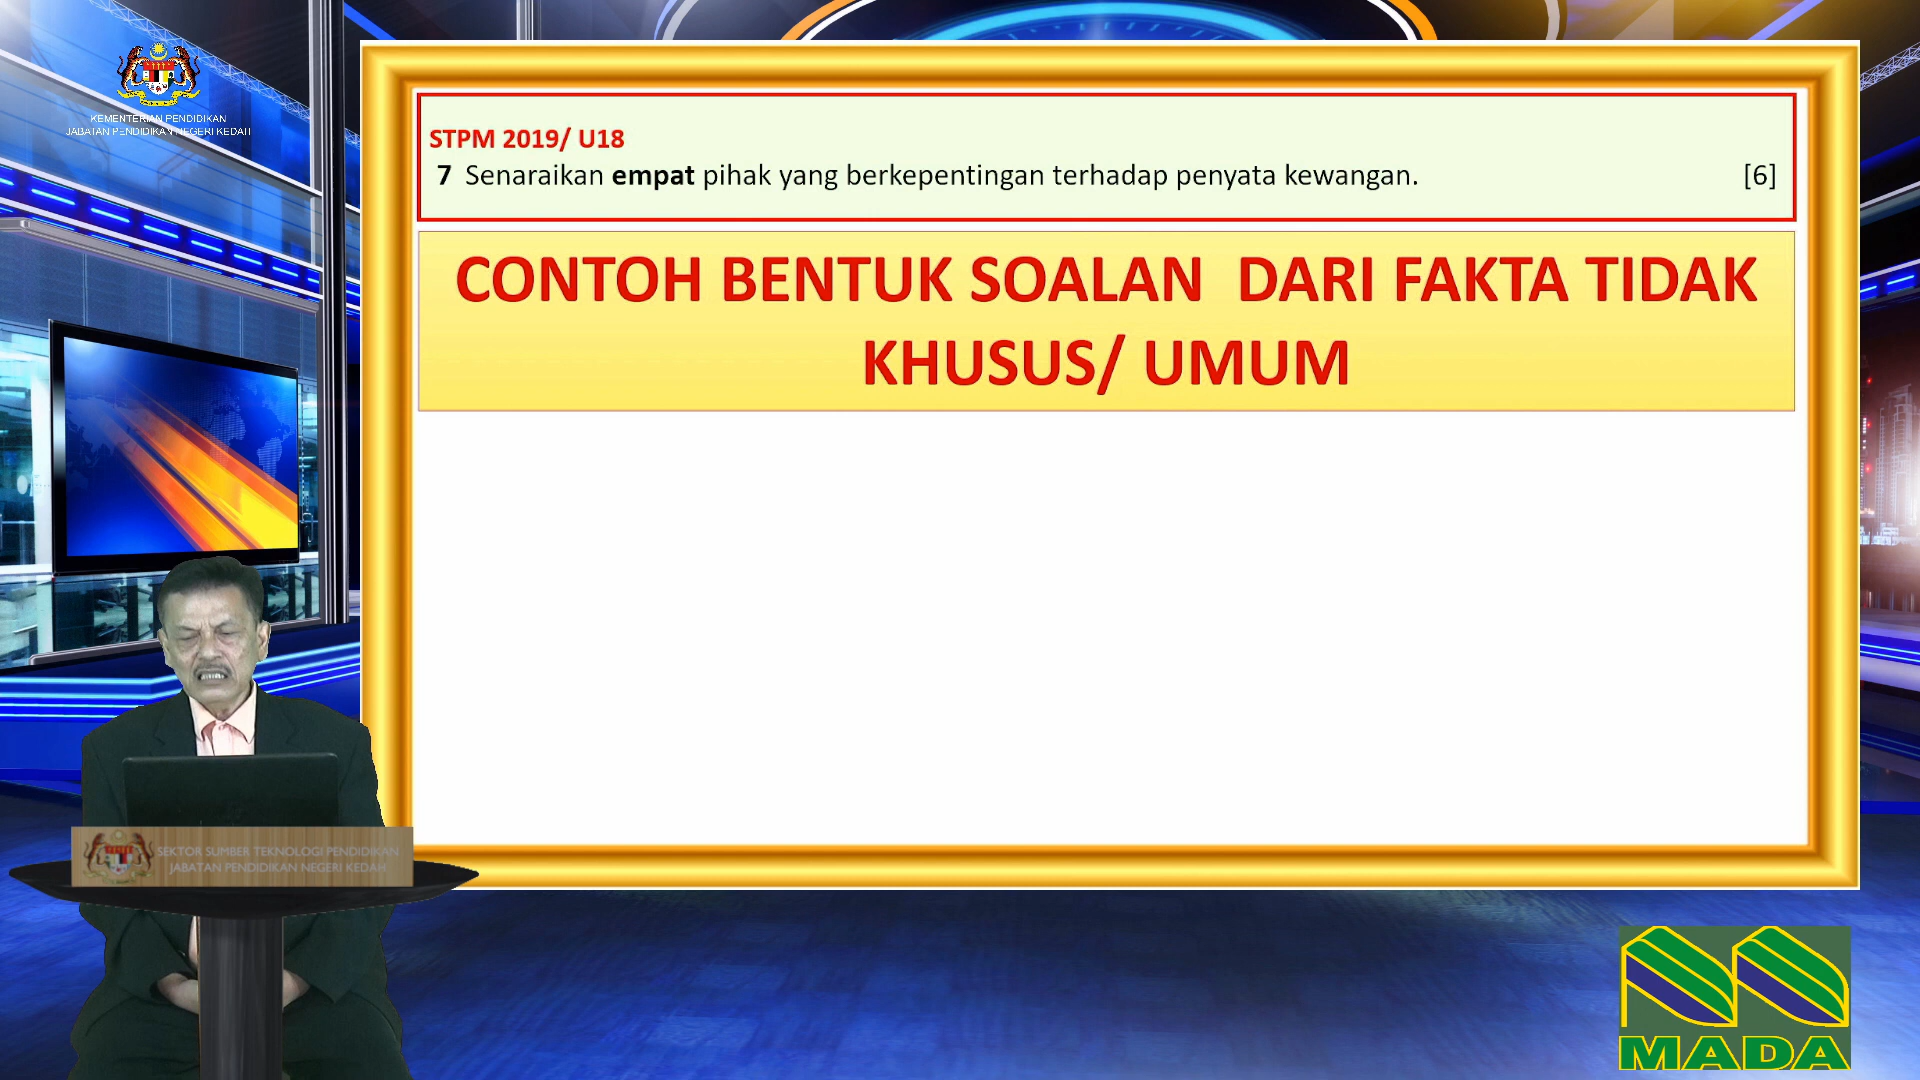 KEMENTERIAN PENDIDIKAN
JABATAN PENDIDIKAN NEGERI KEDAH
STPM 2019/ U18
7 Senaraikan empat pihak yang berkepentingan terhadap penyata kewangan. [6]
CONTOH BENTUK SOALAN DARI FAKTA TIDAK
KHUSUS/ UMUM
SEKTOR SUMBER TEKNOLOGI PENDIDIKAN
JABATAN PENDIDIKAN NEGERI KEDAH
MADA